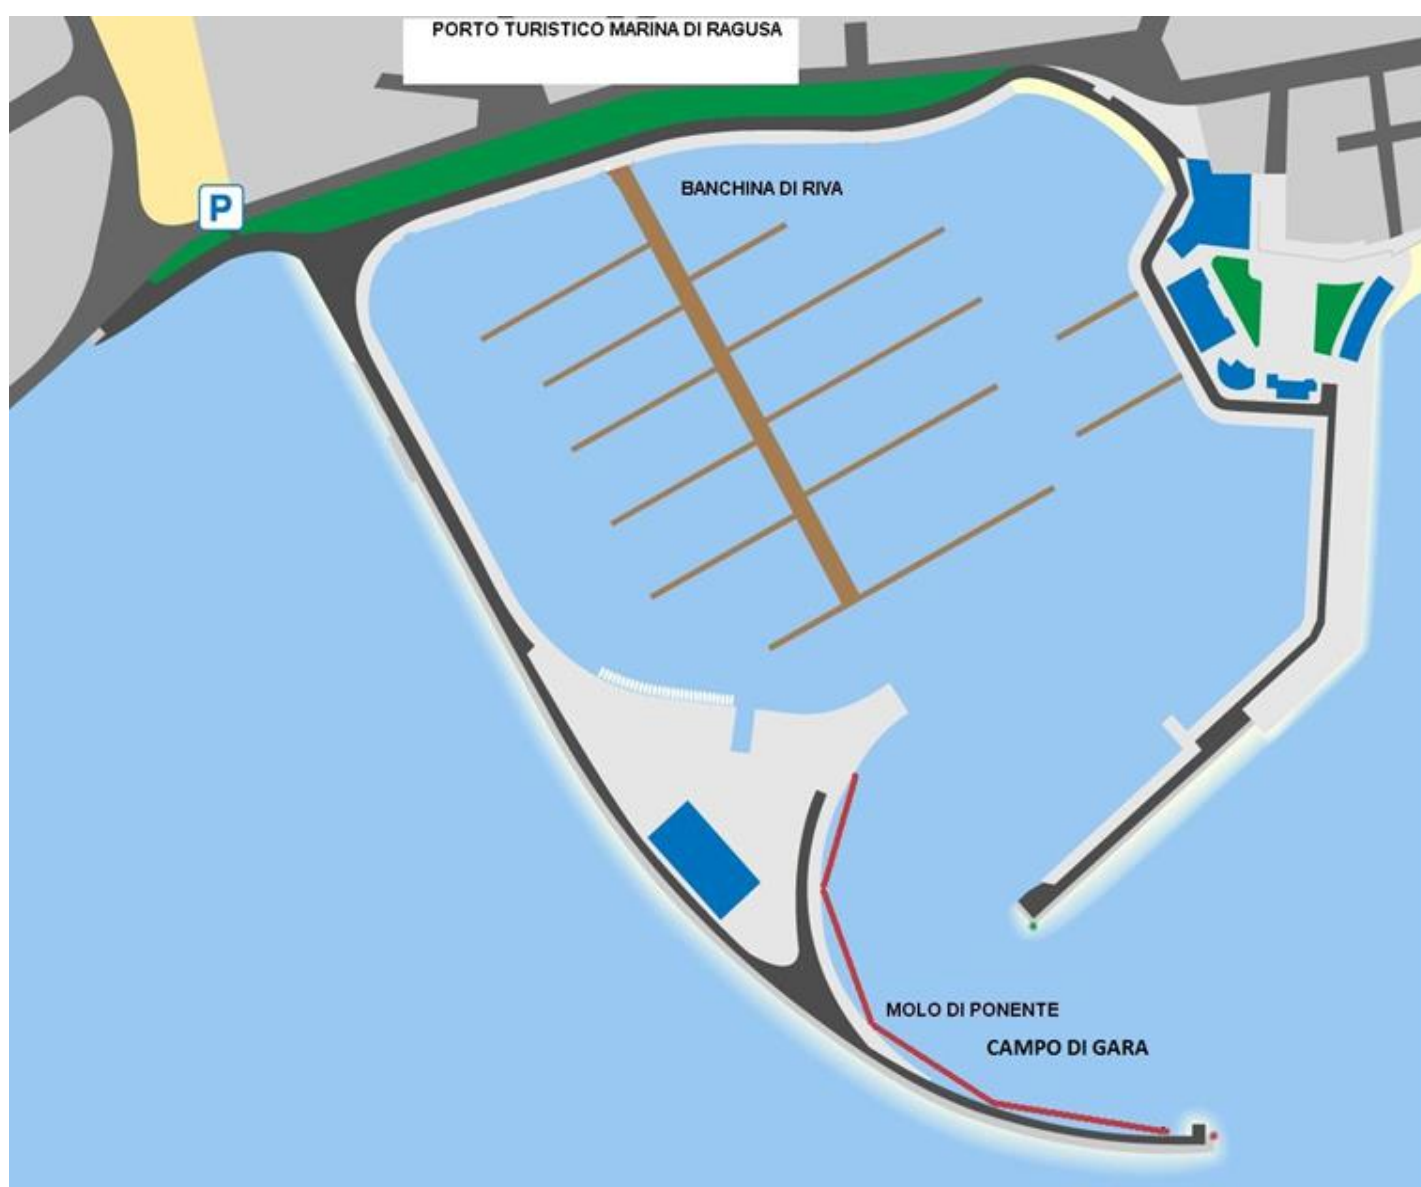 PORTO TURISTICO MARINA DI RAGUSA
BANCHINA DI RIVA
P
MOLO DI PONENTE
CAMPO DI GARA